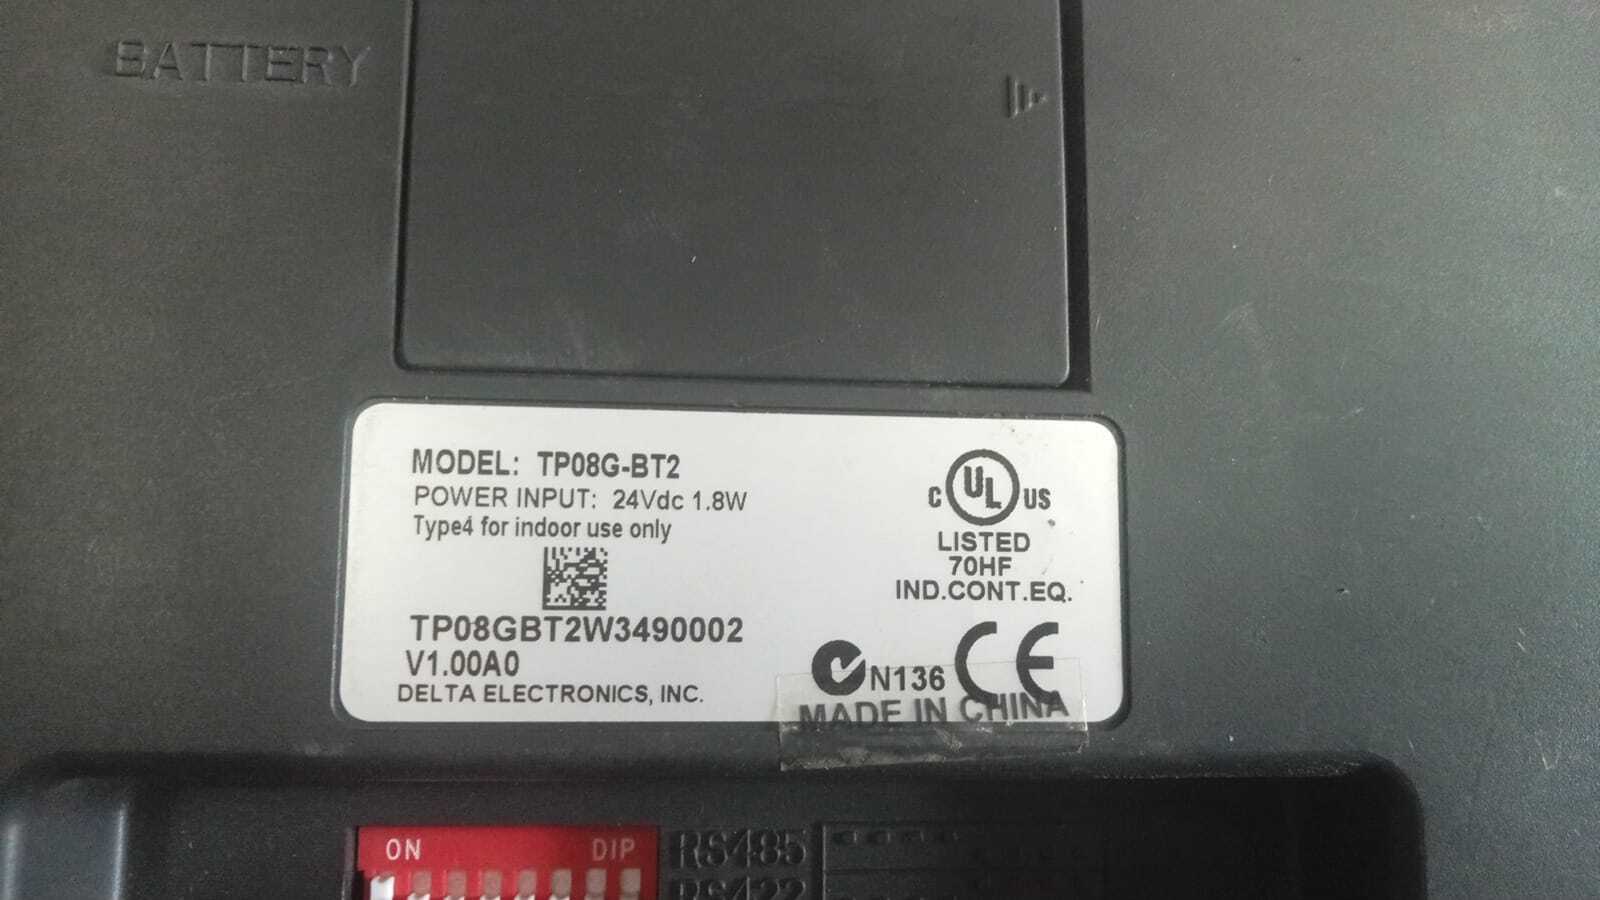 BATTERY
MODEL: TP08G-BT2
POWER INPUT: 24Vdc 1.8W
Type4 for indoor use only
TP08GBT2W3490002
V1.00A0
DELTA ELECTRONICS, INC.
C UL US
LISTED
70HF
IND.CONT.EQ.
N136 CE
MADE IN CHINA
ON DIP
RS485
RS422